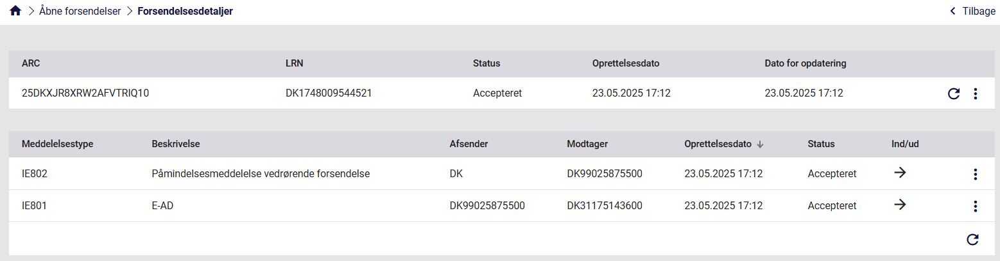 Åbne forsendelser Forsendelsesdetaljer Tilbage
ARC LRN Status Oprettelsesdato Dato for opdatering
25DKXJR8XRW2AFVTRIQ10 DK1748009544521 Accepteret 23.05.2025 17:12 23.05.2025 17:12
Meddelelsestype Beskrivelse Afsender Modtager Oprettelsesdato Status Ind/ud
IE802 Påmindelsesmeddelelse vedrørende forsendelse DK DK99025875500 23.05.2025 17:12 Accepteret
IE801 E-AD DK99025875500 DK31175143600 23.05.2025 17:12 Accepteret